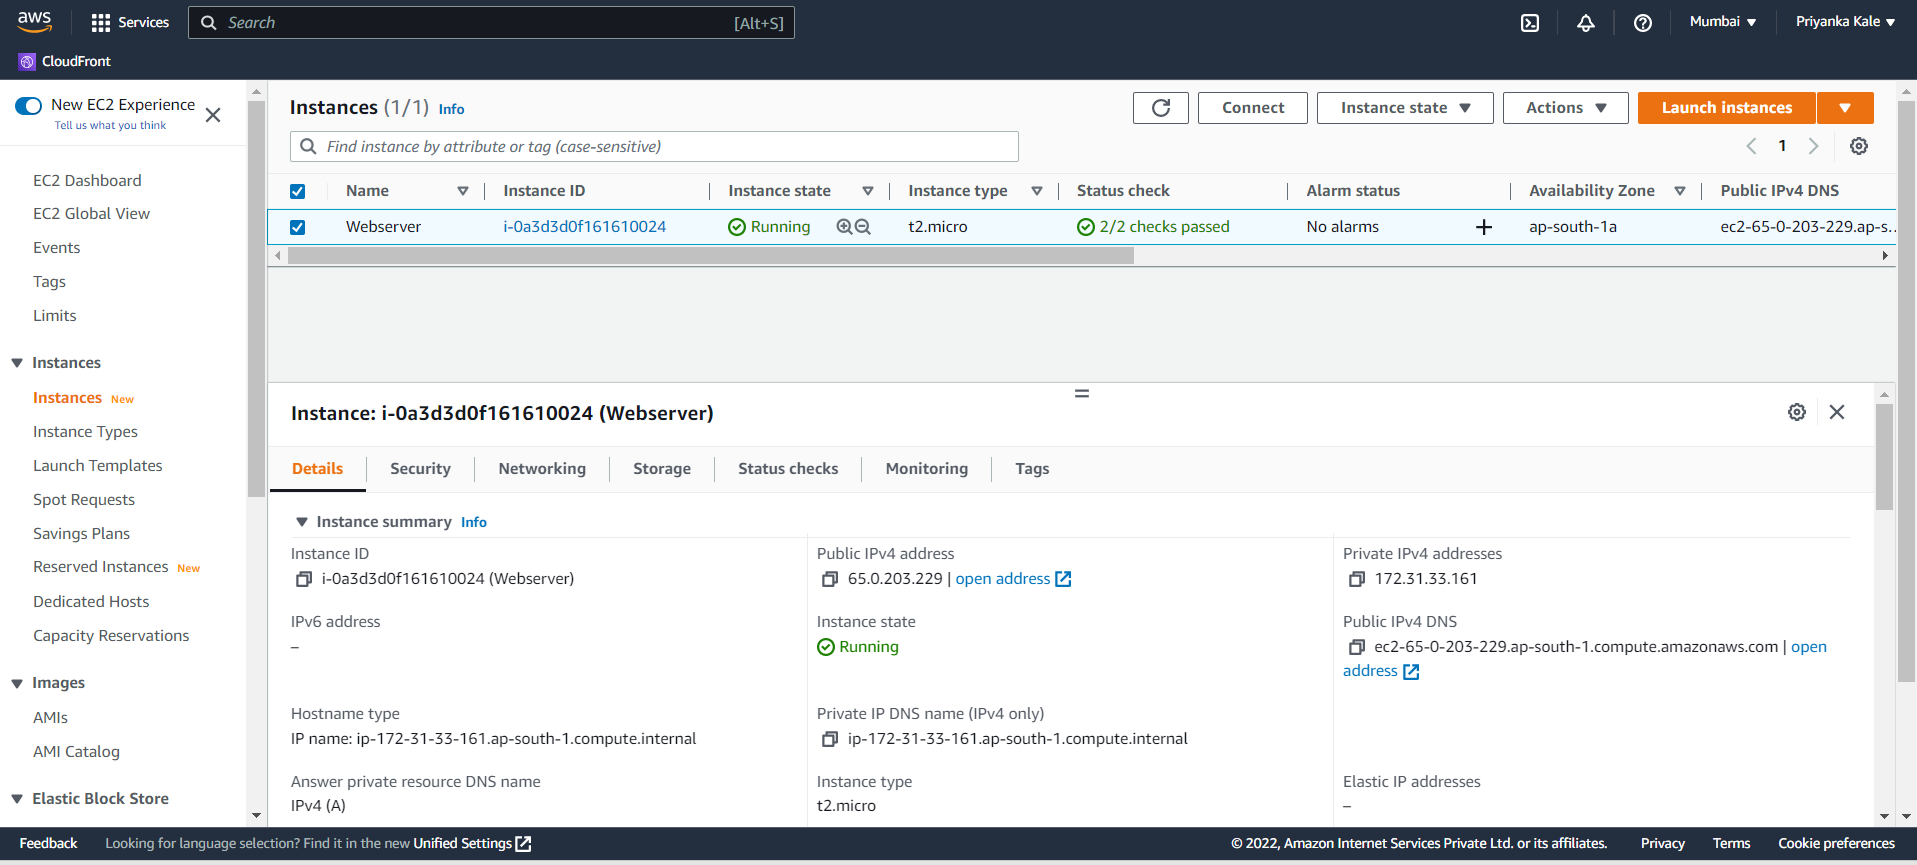 aws
Services
Search [Alt+S]
Mumbai ▼
Priyanka Kale ▼
CloudFront
New EC2 Experience
Tell us what you think
EC2 Dashboard
EC2 Global View
Events
Tags
Limits
Instances
Instances New
Instance Types
Launch Templates
Spot Requests
Savings Plans
Reserved Instances New
Dedicated Hosts
Capacity Reservations
Images
AMIs
AMI Catalog
Elastic Block Store
Instances (1/1) Info
Connect
Instance state
Actions
Launch instances
Find instance by attribute or tag (case-sensitive)
1
Name Instance ID Instance state Instance type Status check Alarm status Availability Zone Public IPv4 DNS
Webserver i-0a3d3d0f161610024 Running t2.micro 2/2 checks passed No alarms + ap-south-1a ec2-65-0-203-229.ap-s...
Instance: i-0a3d3d0f161610024 (Webserver)
Details Security Networking Storage Status checks Monitoring Tags
Instance summary Info
Instance ID
i-0a3d3d0f161610024 (Webserver)
Public IPv4 address
65.0.203.229 | open address
Private IPv4 addresses
172.31.33.161
IPv6 address
–
Instance state
Running
Public IPv4 DNS
ec2-65-0-203-229.ap-south-1.compute.amazonaws.com | open
address
Hostname type
IP name: ip-172-31-33-161.ap-south-1.compute.internal
Private IP DNS name (IPv4 only)
ip-172-31-33-161.ap-south-1.compute.internal
Answer private resource DNS name
IPv4 (A)
Instance type
t2.micro
Elastic IP addresses
–
Feedback
Looking for language selection? Find it in the new Unified Settings
© 2022, Amazon Internet Services Private Ltd. or its affiliates.
Privacy
Terms
Cookie preferences